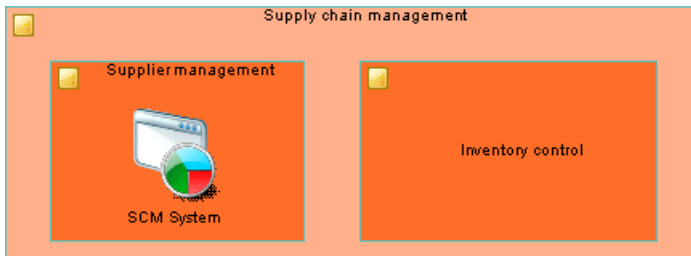 Supply chain management
Supplier management
SCM System
Inventory control